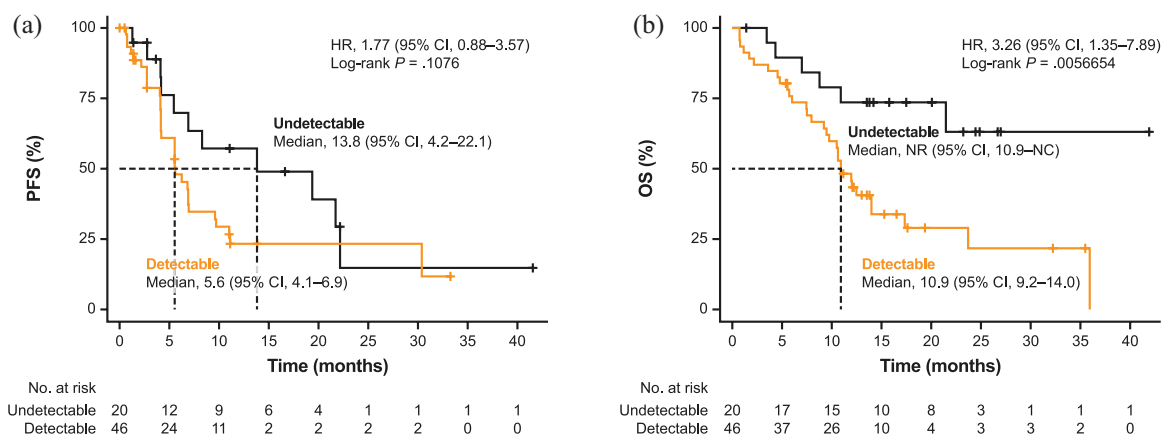 (a)
HR, 1.77 (95% CI, 0.88–3.57)
Log-rank P = .1076
100
75
50
25
0
PFS (%)
Undetectable
Median, 13.8 (95% CI, 4.2–22.1)
Detectable
Median, 5.6 (95% CI, 4.1–6.9)
0 5 10 15 20 25 30 35 40
Time (months)
No. at risk
Undetectable 20 12 9 6 4 1 1 1 1
Detectable 46 24 11 2 2 2 2 0 0
(b)
HR, 3.26 (95% CI, 1.35–7.89)
Log-rank P = .0056654
100
75
50
25
0
OS (%)
Undetectable
Median, NR (95% CI, 10.9–NC)
Detectable
Median, 10.9 (95% CI, 9.2–14.0)
0 5 10 15 20 25 30 35 40
Time (months)
No. at risk
Undetectable 20 17 15 10 8 3 1 1 1
Detectable 46 37 26 10 4 3 3 2 0